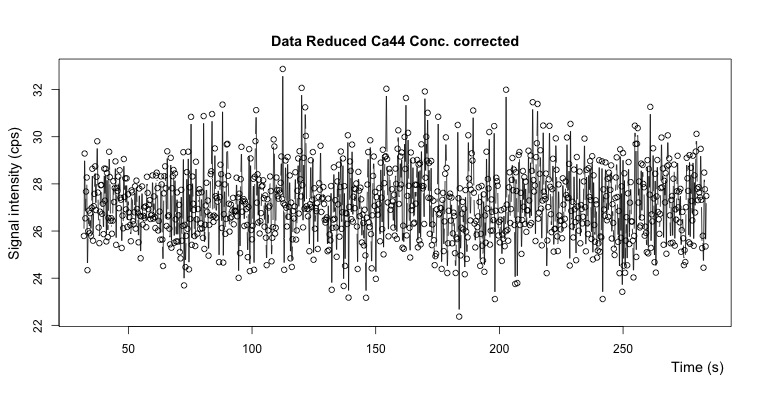 Data Reduced Ca44 Conc. corrected
Signal intensity (cps)
32
30
28
26
24
22
50 100 150 200 250
Time (s)